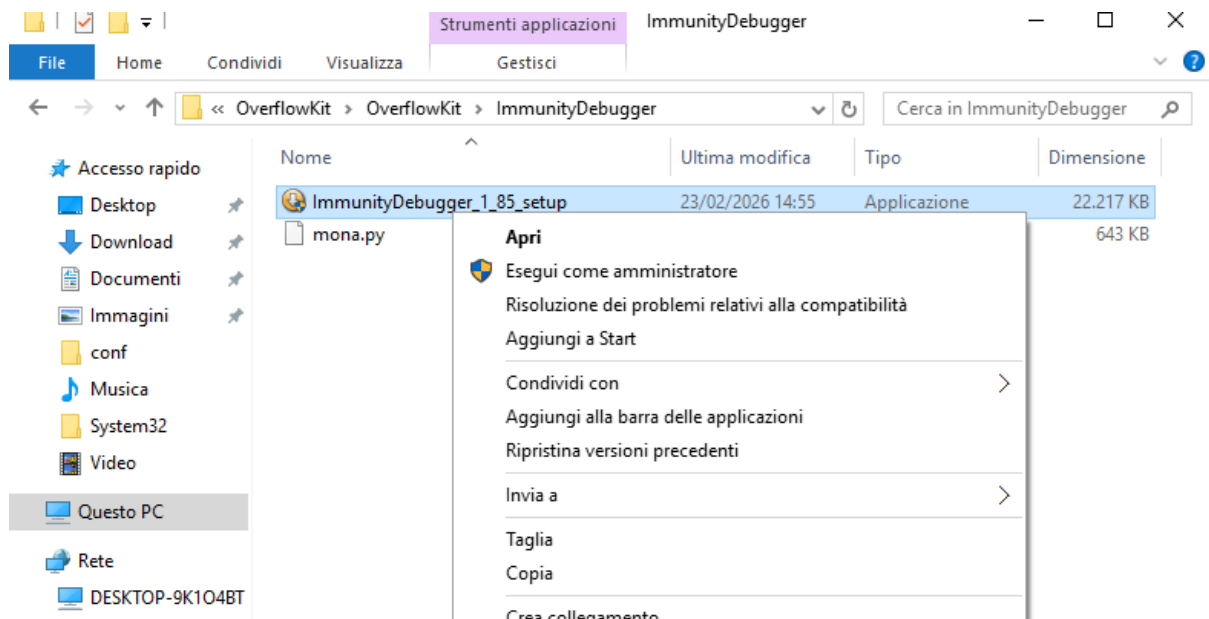 Strumenti applicazioni ImmunityDebugger
File Home Condividi Visualizza Gestisci
« OverflowKit › OverflowKit › ImmunityDebugger Cerca in ImmunityDebugger
Nome Ultima modifica Tipo Dimensione
Accesso rapido
Desktop
Download
Documenti
Immagini
conf
Musica
System32
Video
Questo PC
Rete
DESKTOP-9K1O4BT
ImmunityDebugger_1_85_setup 23/02/2026 14:55 Applicazione 22.217 KB
mona.py 643 KB
Apri
Esegui come amministratore
Risoluzione dei problemi relativi alla compatibilità
Aggiungi a Start
Condividi con
Aggiungi alla barra delle applicazioni
Ripristina versioni precedenti
Invia a
Taglia
Copia
Crea collegamento